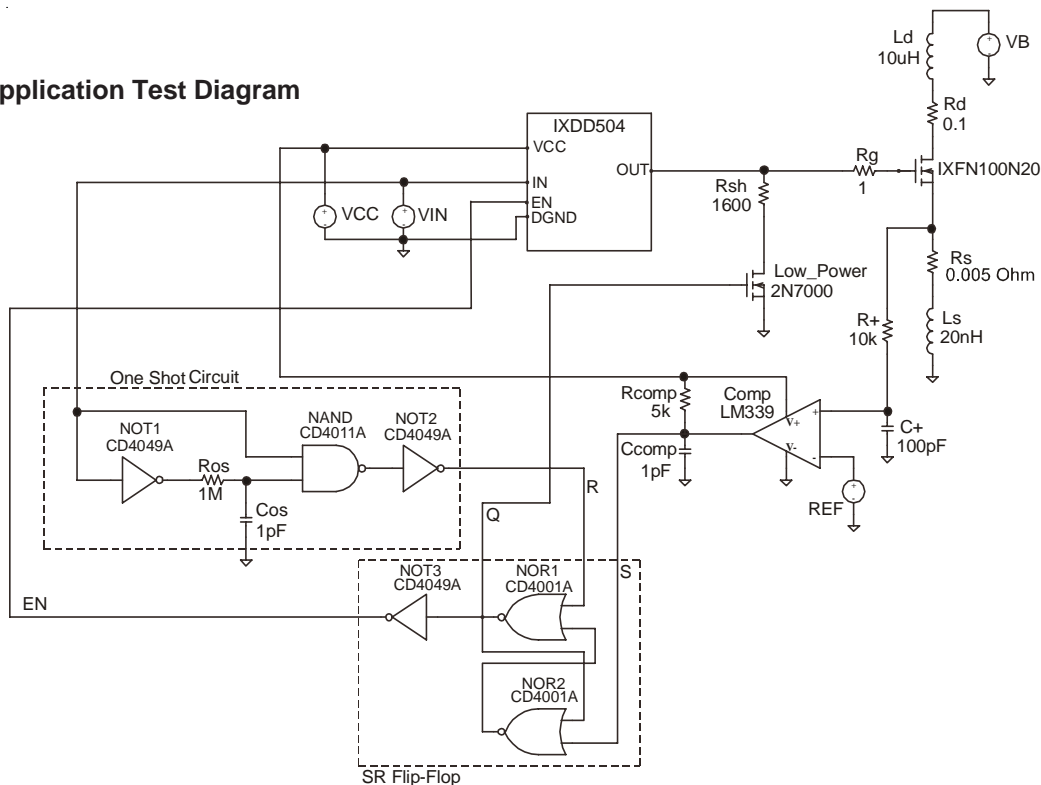 pplication Test Diagram
Ld
10uH
VB
Rd
0.1
IXDD504
VCC
OUT
IN
EN
DGND
Rg
1
IXFN100N20
Rsh
1600
VCC
VIN
Rs
0.005 Ohm
Low_Power
2N7000
R+
10k
Ls
20nH
One Shot Circuit
Rcomp
5k
Comp
LM339
V+
V-
+
-
C+
100pF
NOT1
CD4049A
NAND
CD4011A
NOT2
CD4049A
Ros
1M
Ccomp
1pF
Cos
1pF
R
Q
REF
NOT3
CD4049A
NOR1
CD4001A
S
EN
NOR2
CD4001A
SR Flip-Flop